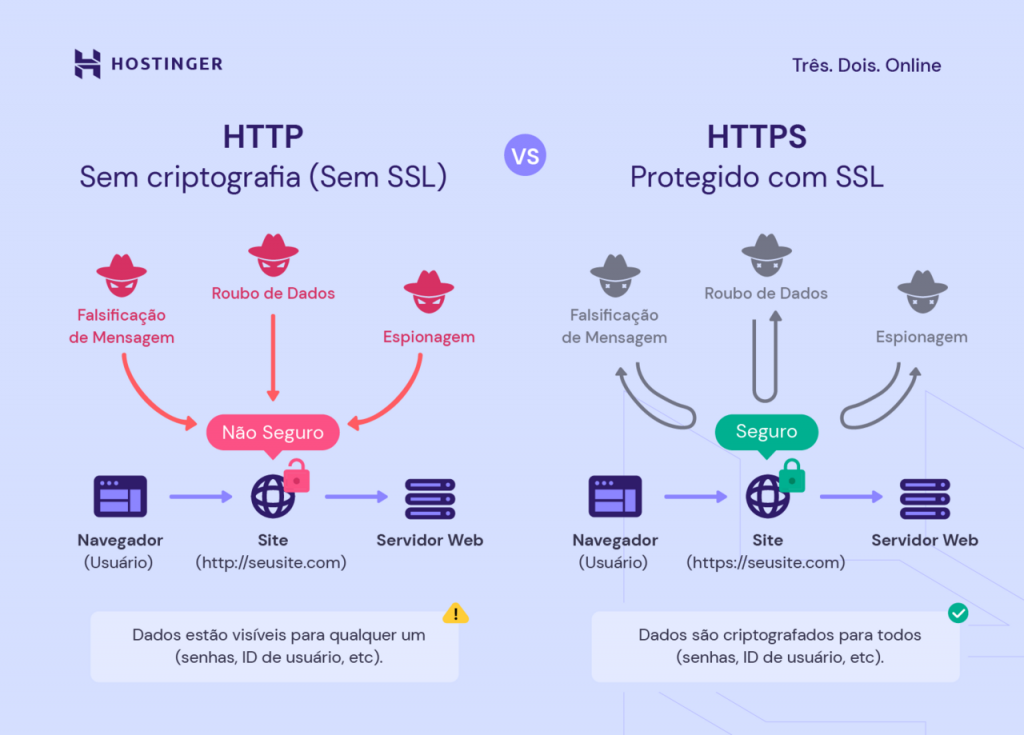 HOSTINGER
Três. Dois. Online
HTTP
Sem criptografia (Sem SSL)
VS
HTTPS
Protegido com SSL
Roubo de Dados
Falsificação
de Mensagem
Espionagem
Não Seguro
Navegador
(Usuário)
Site
(http://seusite.com)
Servidor Web
Dados estão visíveis para qualquer um
(senhas, ID de usuário, etc).
Roubo de Dados
Falsificação
de Mensagem
Espionagem
Seguro
Navegador
(Usuário)
Site
(https://seusite.com)
Servidor Web
Dados são criptografados para todos
(senhas, ID de usuário, etc).